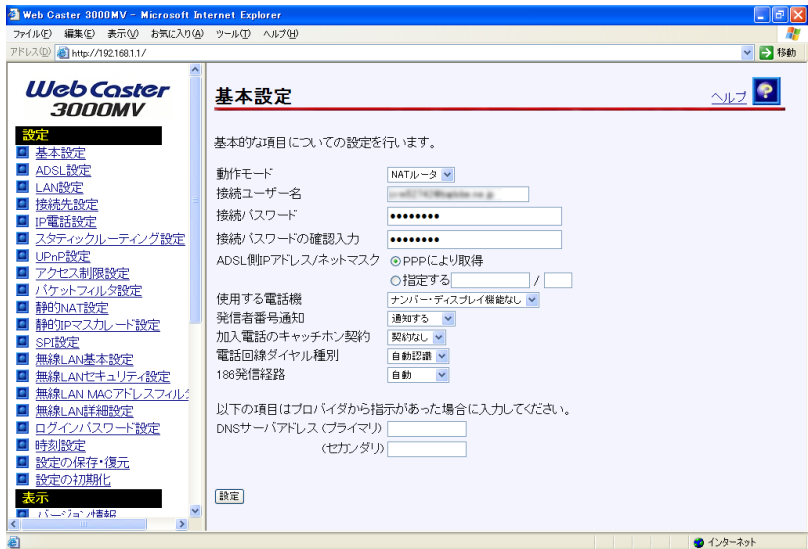 Web Caster 3000MV - Microsoft Internet Explorer
ファイル(F) 編集(E) 表示(V) お気に入り(A) ツール(T) ヘルプ(H)
アドレス(D) http://192.168.1.1/ 移動
Web Caster
3000MV
設定
基本設定
ADSL設定
LAN設定
接続先設定
IP電話設定
スタティックルーティング設定
UPnP設定
アクセス制限設定
パケットフィルタ設定
静的NAT設定
静的IPマスカレード設定
SPI設定
無線LAN基本設定
無線LANセキュリティ設定
無線LAN MACアドレスフィルタ
無線LAN詳細設定
ログインパスワード設定
時刻設定
設定の保存・復元
設定の初期化
表示
バージョン情報
基本設定 ヘルプ ?
基本的な項目についての設定を行います。
動作モード NATルータ
接続ユーザー名
接続パスワード ●●●●●●●●
接続パスワードの確認入力 ●●●●●●●●
ADSL側IPアドレス/ネットマスク PPPにより取得
指定する /
使用する電話機 ナンバー・ディスプレイ機能なし
発信者番号通知 通知する
加入電話のキャッチホン契約 契約なし
電話回線ダイヤル種別 自動認識
186発信経路 自動
以下の項目はプロバイダから指示があった場合に入力してください。
DNSサーバアドレス (プライマリ)
(セカンダリ)
設定
インターネット